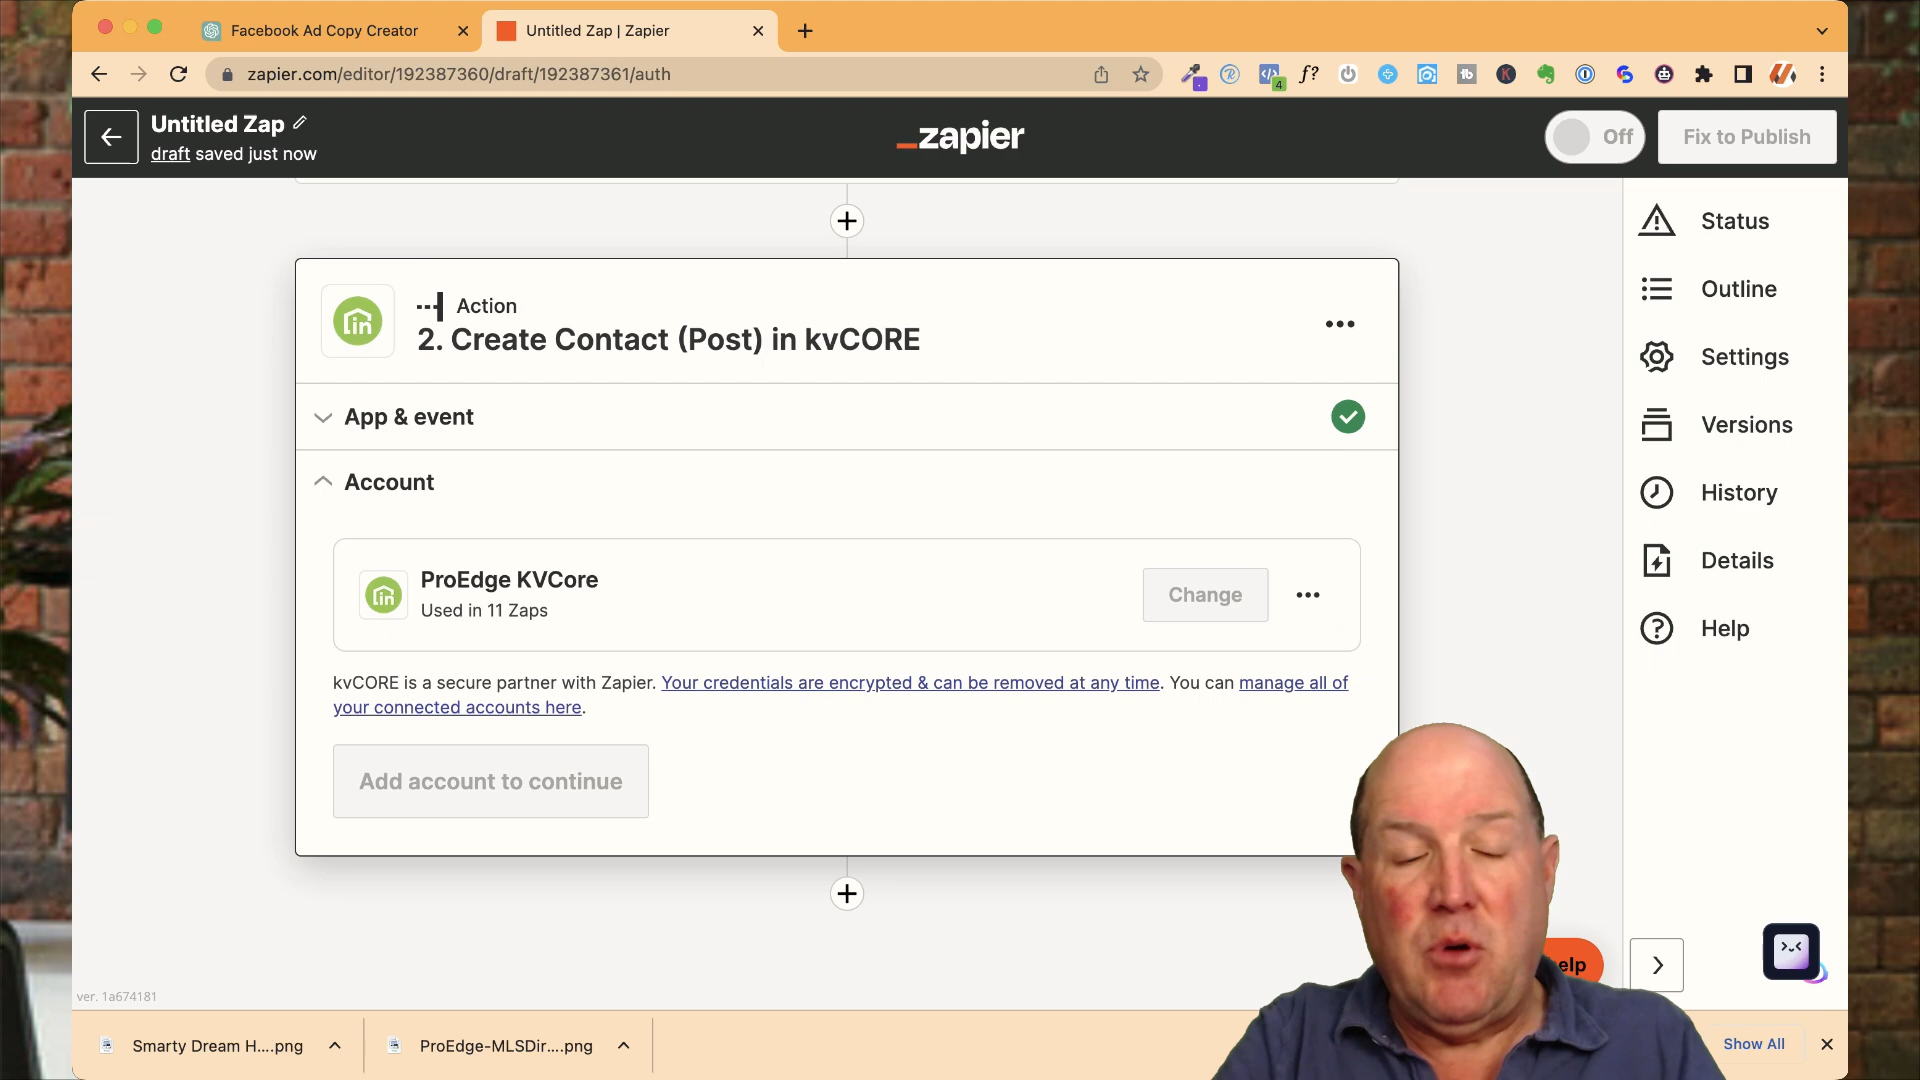 Facebook Ad Copy Creator
Untitled Zap | Zapier
zapier.com/editor/192387360/draft/192387361/auth
f?
4
Untitled Zap
draft saved just now
_zapier
Off
Fix to Publish
Action
2. Create Contact (Post) in kvCORE
App & event
Account
ProEdge KVCore
Used in 11 Zaps
Change
kvCORE is a secure partner with Zapier. Your credentials are encrypted & can be removed at any time. You can manage all of
your connected accounts here.
Add account to continue
Status
Outline
Settings
Versions
History
Details
Help
elp
ver. 1a674181
Smarty Dream H....png
ProEdge-MLSDir....png
Show All